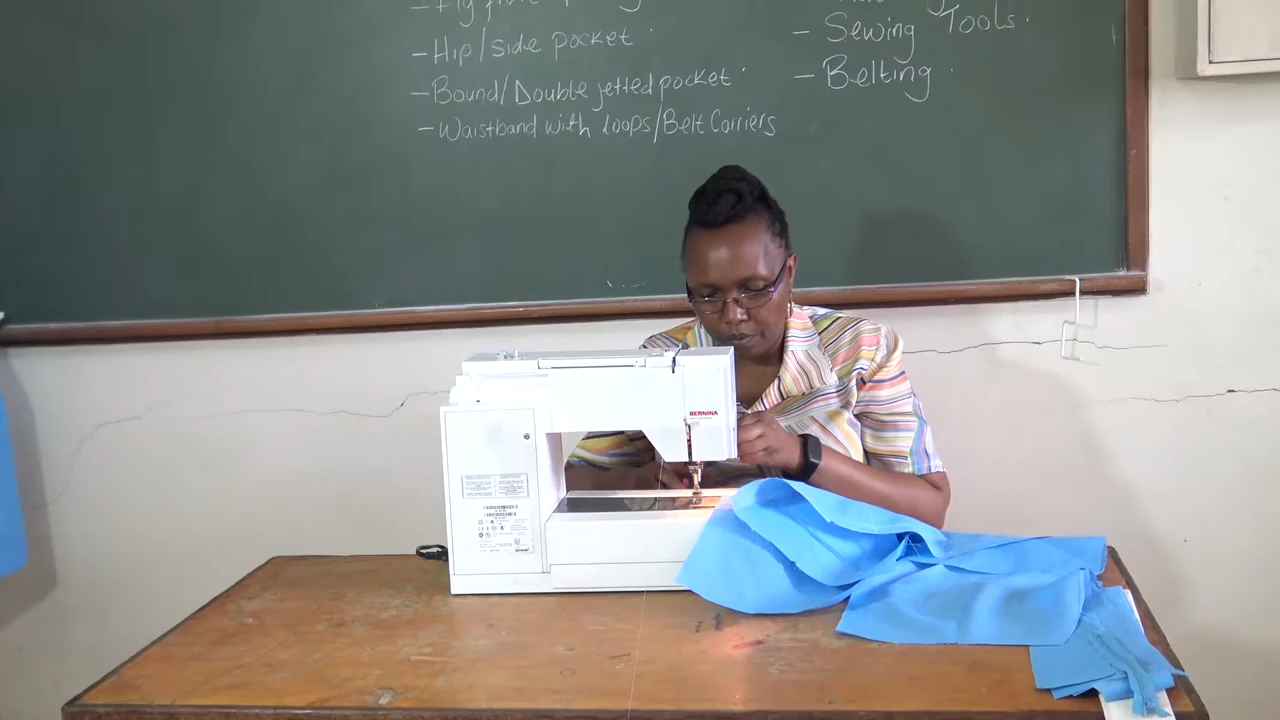 - Hip/side pocket
- Bound/Double jetted pocket
- Waistband with loops/Belt Carriers
- Sewing Tools.
- Belting
BERNINA